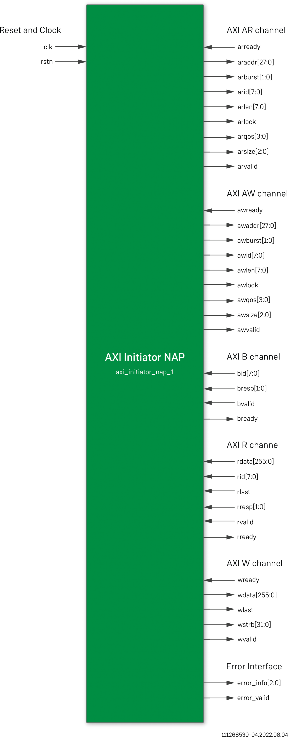 Reset and Clock
clk
rstn
AXI Initiator NAP
axi_initiator_nap_1
AXI AR channel
arready
araddr[27:0]
arburst[1:0]
arid[7:0]
arlen[7:0]
arlock
arqos[3:0]
arsize[2:0]
arvalid
AXI AW channel
awready
awaddr[27:0]
awburst[1:0]
awid[7:0]
awlen[7:0]
awlock
awqos[3:0]
awsize[2:0]
awvalid
AXI B channel
bid[7:0]
bresp[1:0]
bvalid
bready
AXI R channel
rdata[255:0]
rid[7:0]
rlast
rresp[1:0]
rvalid
rready
AXI W channel
wready
wdata[255:0]
wlast
wstrb[31:0]
wvalid
Error Interface
error_info[2:0]
error_valid